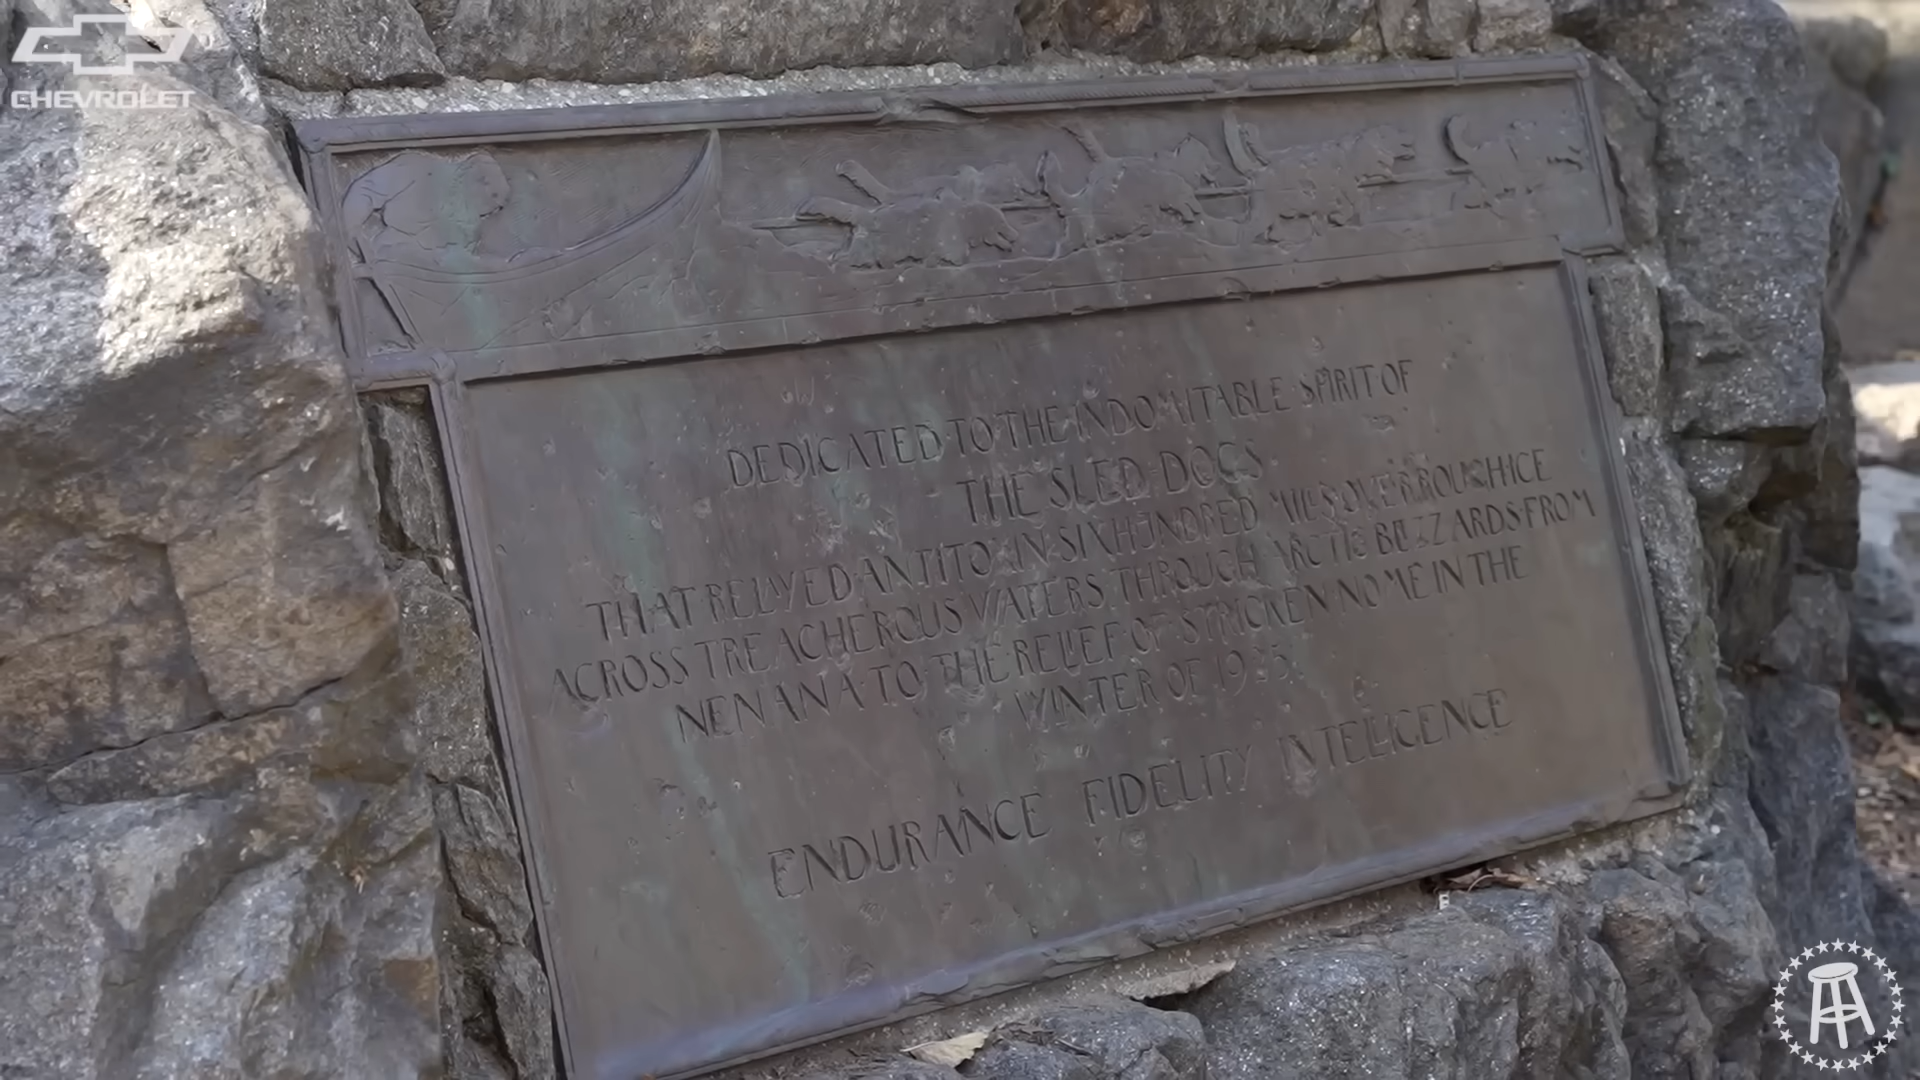 CHEVROLET
DEDICATED·TO·THE·INDOMITABLE·SPIRIT·OF
THE·SLED·DOGS
THAT RELAYED·ANTITOXIN·SIX·HUNDRED MILES·OVER·ROUGH·ICE
ACROSS TREACHEROUS WATERS, THROUGH·ARCTIC BLIZZARDS·FROM
NENANA·TO·THE·RELIEF·OF·STRICKEN NOME IN THE
WINTER OF 1925.
ENDURANCE FIDELITY INTELLIGENCE